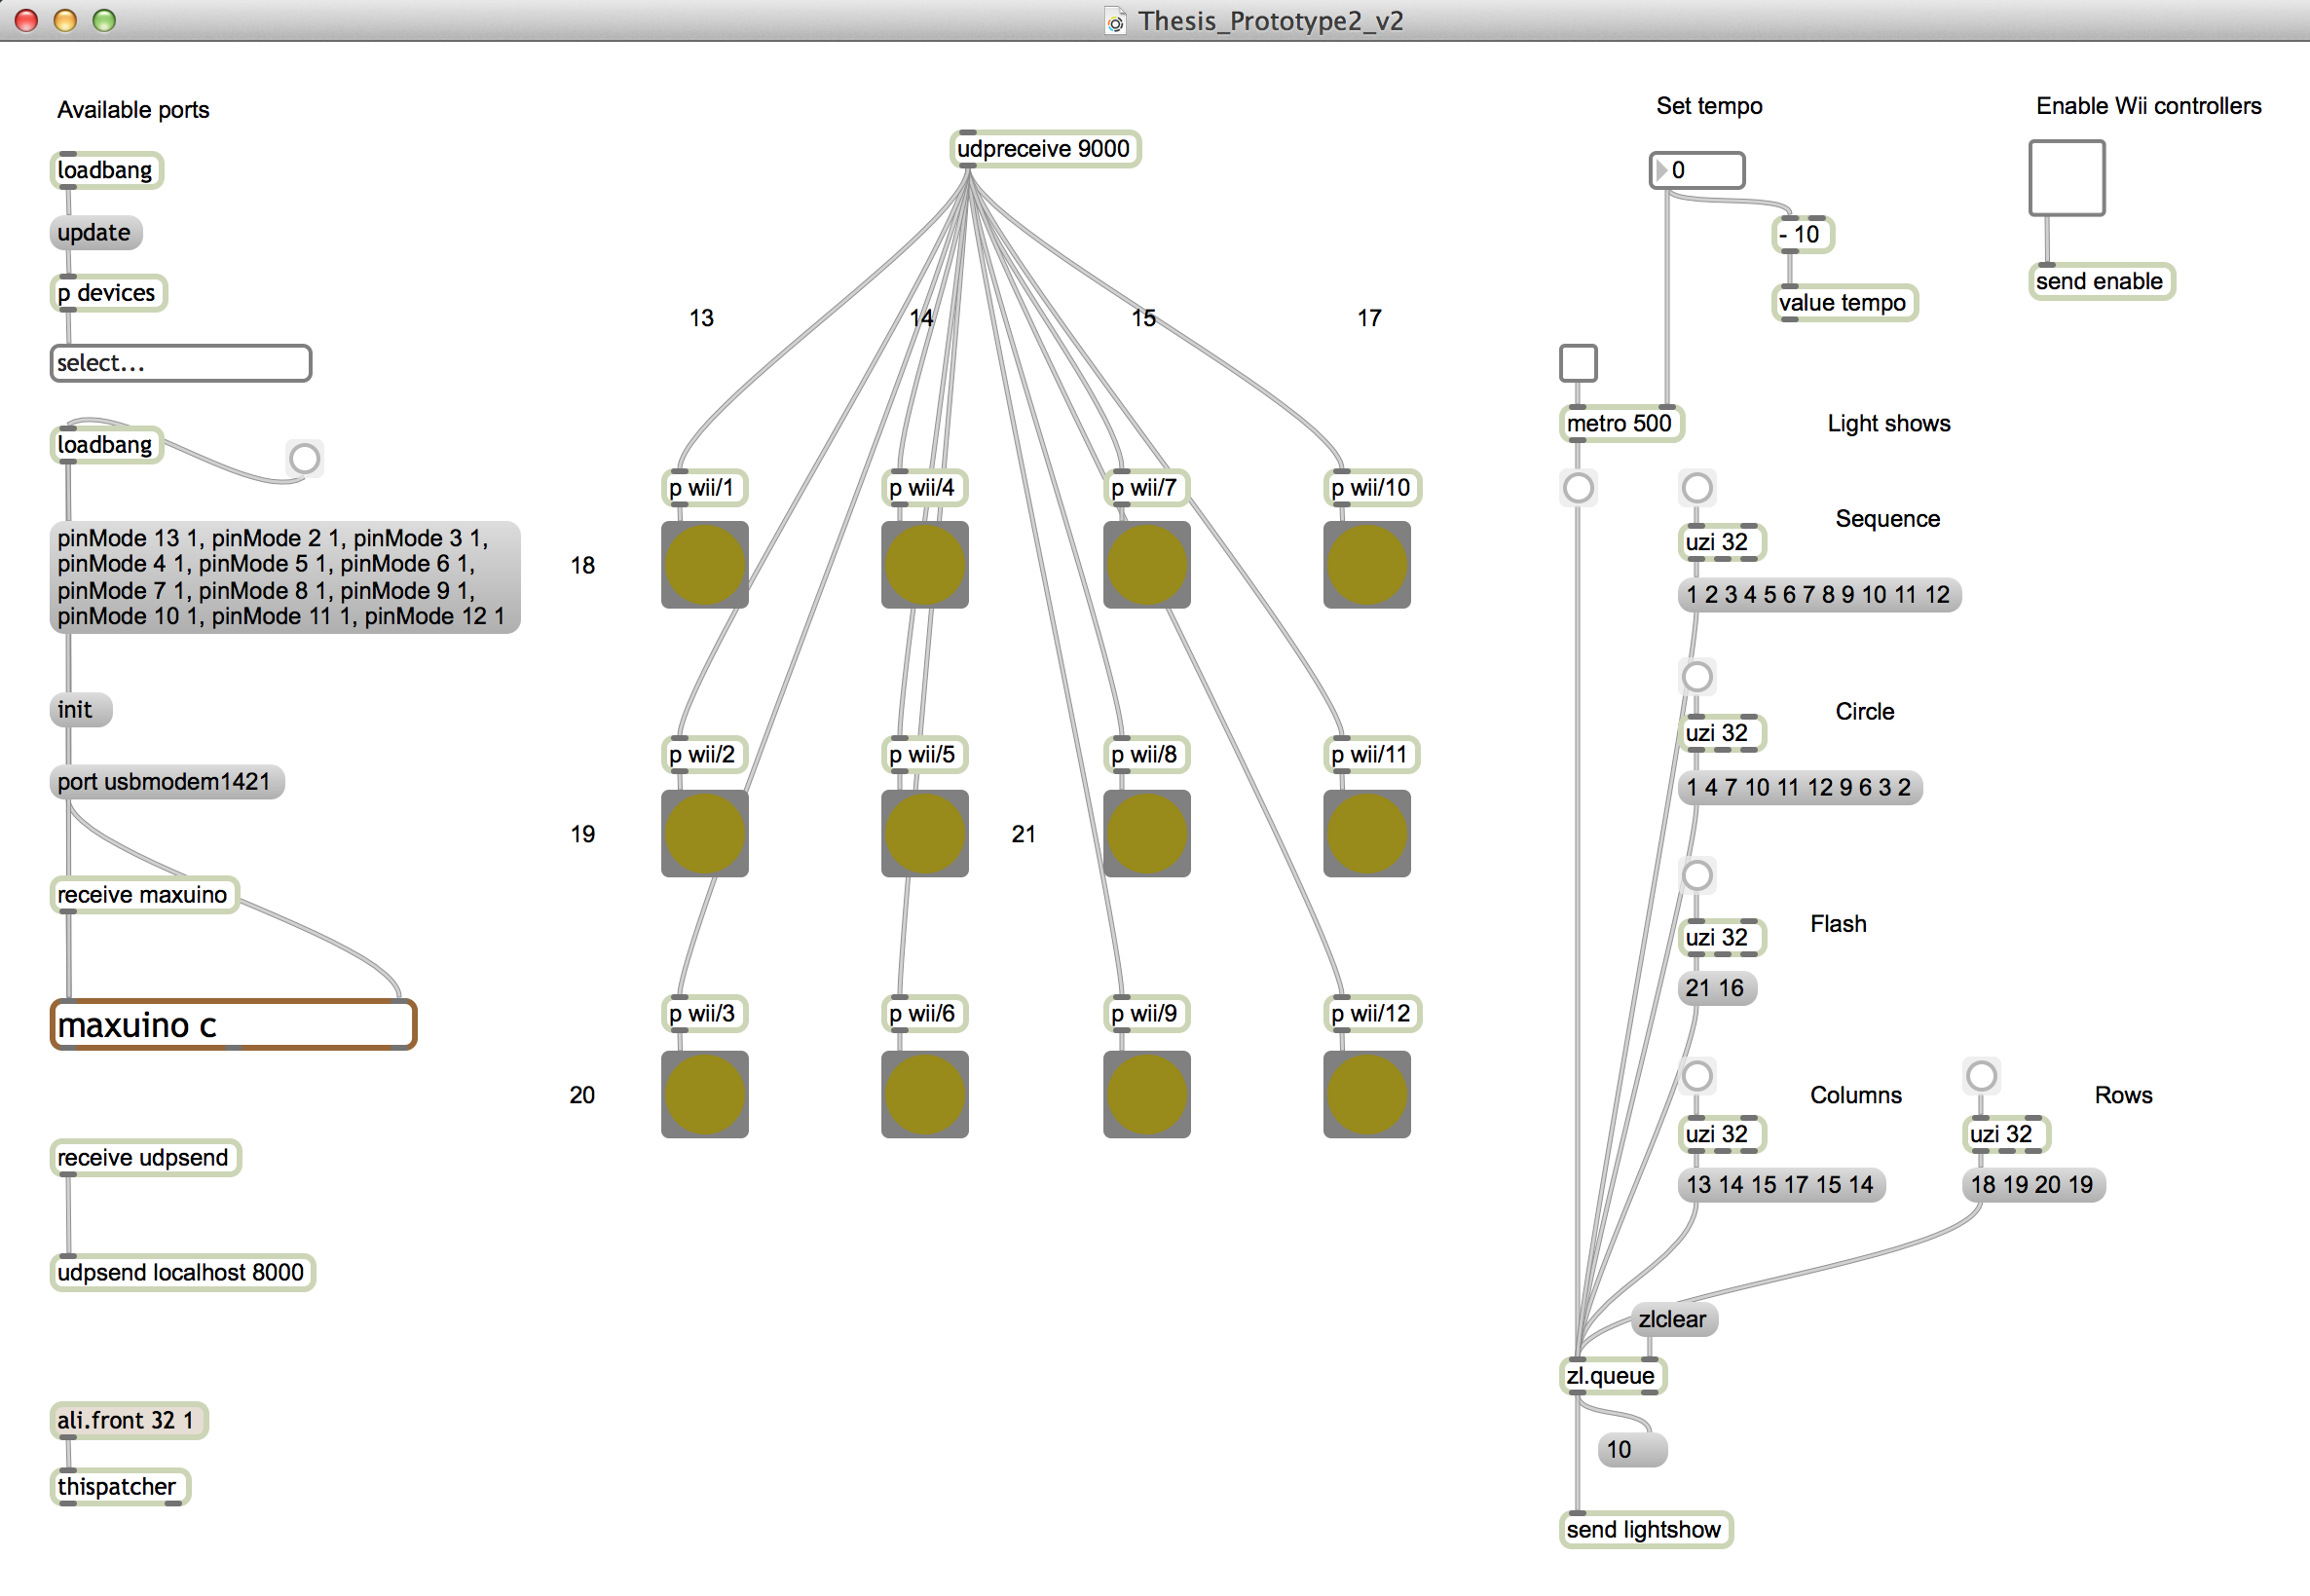 Thesis_Prototype2_v2
Available ports
loadbang
update
p devices
select...
loadbang
pinMode 13 1, pinMode 2 1, pinMode 3 1,
pinMode 4 1, pinMode 5 1, pinMode 6 1,
pinMode 7 1, pinMode 8 1, pinMode 9 1,
pinMode 10 1, pinMode 11 1, pinMode 12 1
init
port usbmodem1421
receive maxuino
maxuino c
receive udpsend
udpsend localhost 8000
ali.front 32 1
thispatcher
udpreceive 9000
13
14
15
17
p wii/1
p wii/4
p wii/7
p wii/10
18
p wii/2
p wii/5
p wii/8
p wii/11
19
21
p wii/3
p wii/6
p wii/9
p wii/12
20
Set tempo
0
- 10
value tempo
Enable Wii controllers
send enable
metro 500
Light shows
Sequence
uzi 32
1 2 3 4 5 6 7 8 9 10 11 12
Circle
uzi 32
1 4 7 10 11 12 9 6 3 2
Flash
uzi 32
21 16
Columns
uzi 32
13 14 15 17 15 14
Rows
uzi 32
18 19 20 19
zlclear
zl.queue
10
send lightshow